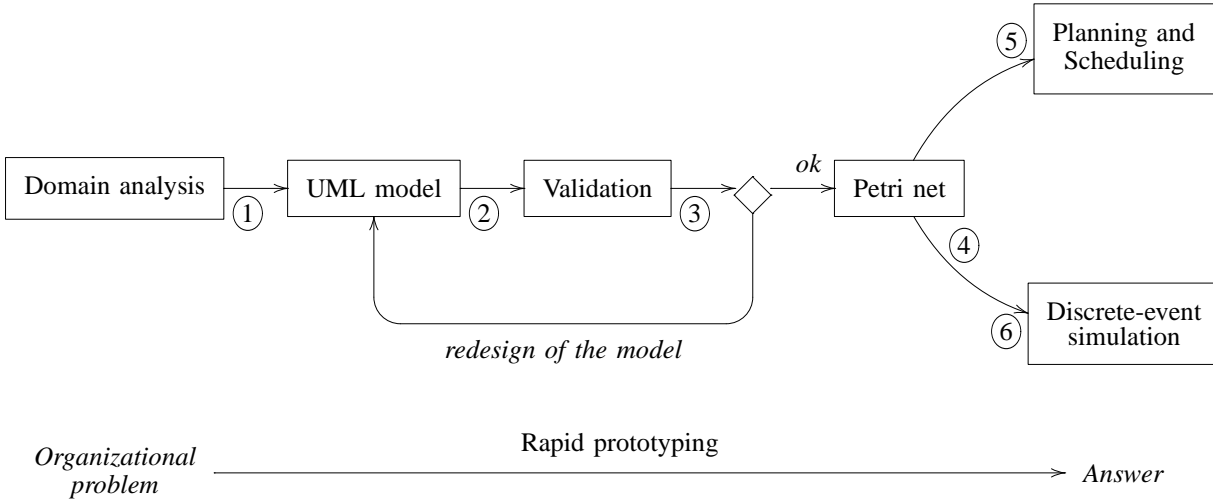 5
Planning and
Scheduling
Domain analysis
1
UML model
2
Validation
3
ok
Petri net
4
redesign of the model
6
Discrete-event
simulation
Organizational
problem
Rapid prototyping
Answer